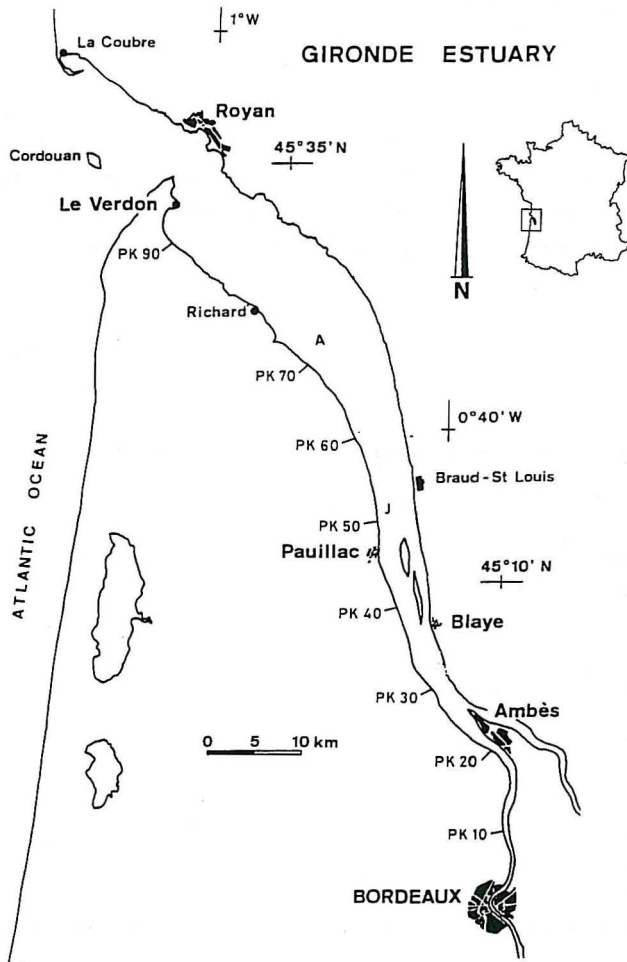 1°W
La Coubre
GIRONDE ESTUARY
Royan
Cordouan
45°35' N
Le Verdon
PK 90
N
Richard
A
PK 70
0°40' W
PK 60
Braud-St Louis
J
PK 50
Pauillac
45°10' N
ATLANTIC OCEAN
PK 40
Blaye
PK 30
Ambès
0 5 10 km
PK 20
PK 10
BORDEAUX